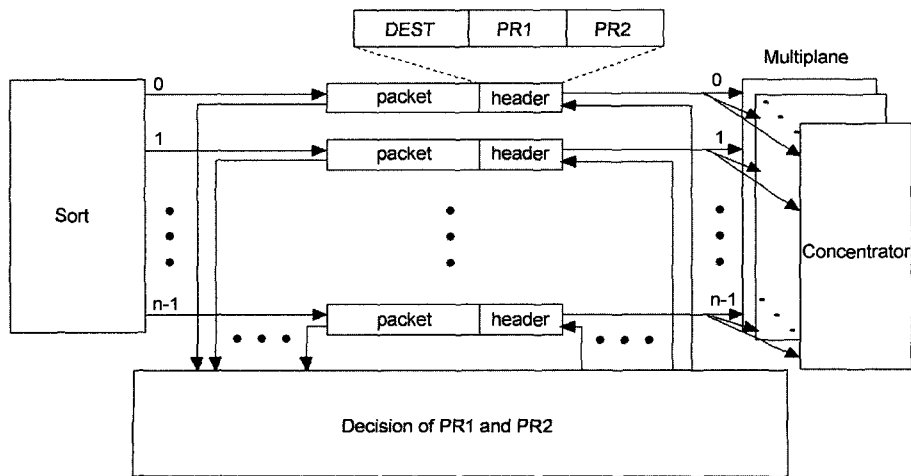 DEST PR1 PR2
Multiplane
0 packet header 0
1 packet header 1
Sort
Concentrator
n-1 packet header n-1
Decision of PR1 and PR2